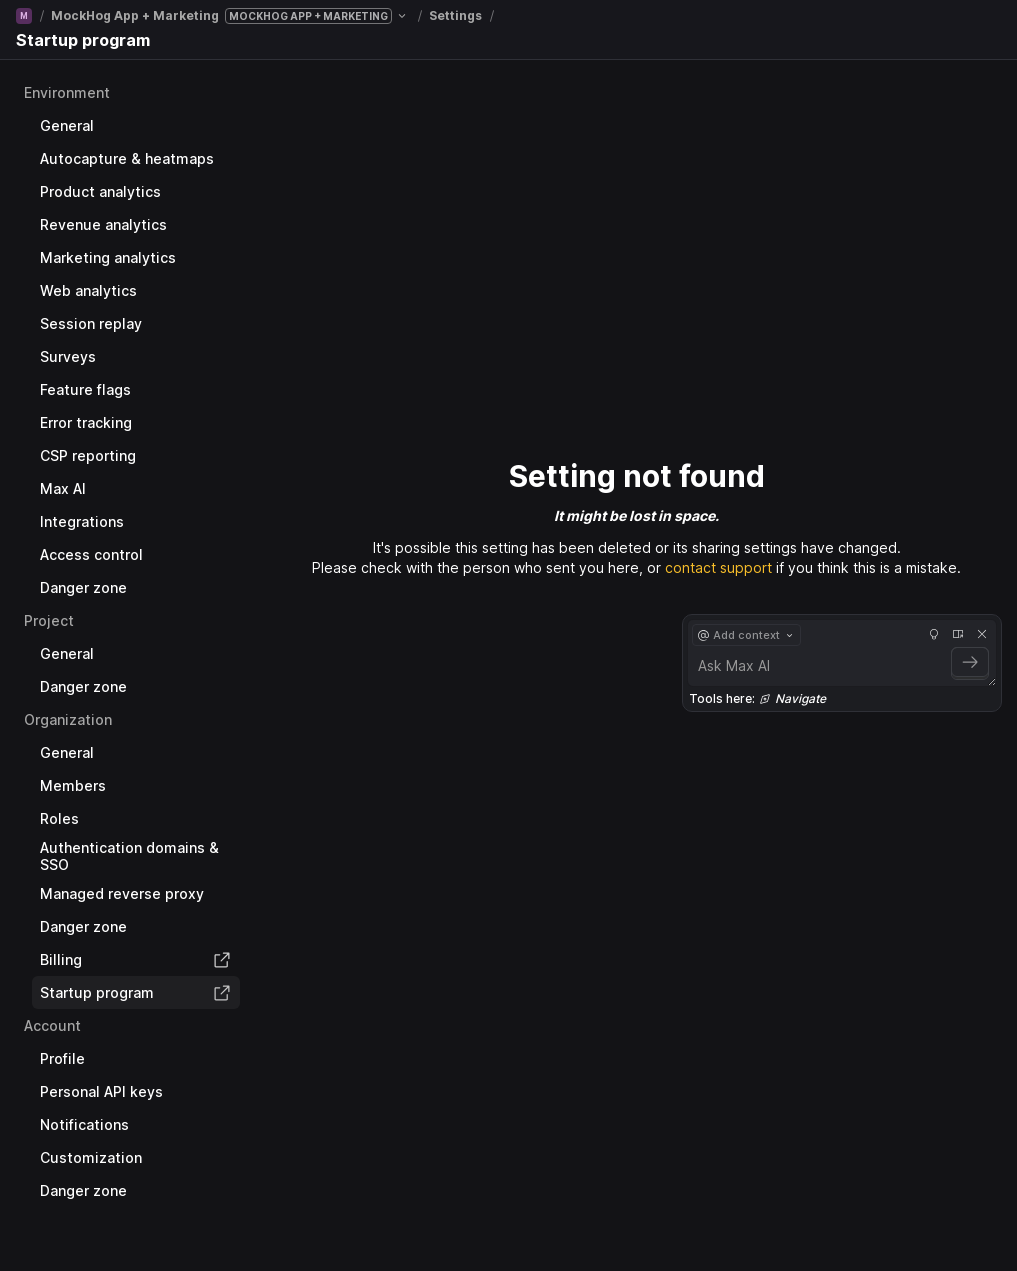 M / MockHog App + Marketing MOCKHOG APP + MARKETING / Settings /
Startup program
Environment
General
Autocapture & heatmaps
Product analytics
Revenue analytics
Marketing analytics
Web analytics
Session replay
Surveys
Feature flags
Error tracking
CSP reporting
Max AI
Integrations
Access control
Danger zone
Project
General
Danger zone
Organization
General
Members
Roles
Authentication domains &
SSO
Managed reverse proxy
Danger zone
Billing
Startup program
Account
Profile
Personal API keys
Notifications
Customization
Danger zone
Setting not found
It might be lost in space.
It's possible this setting has been deleted or its sharing settings have changed.
Please check with the person who sent you here, or contact support if you think this is a mistake.
@ Add context
Ask Max AI
Tools here: Navigate